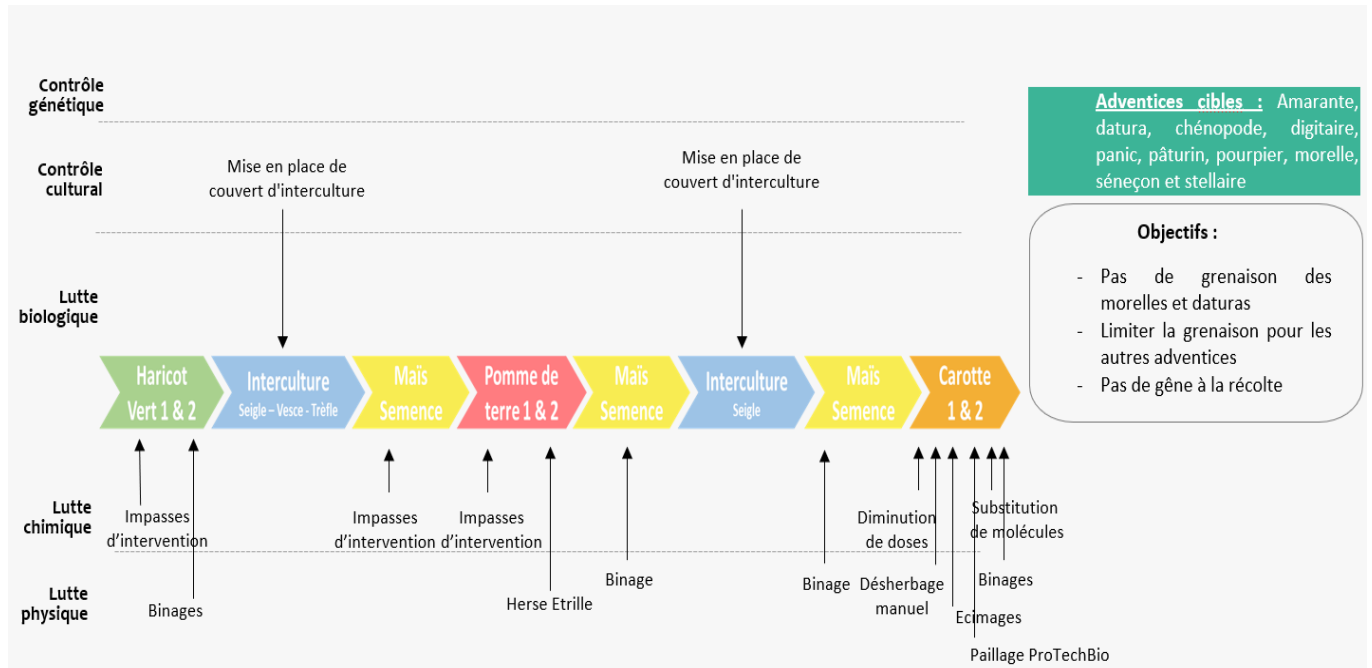 Contrôle
génétique
Contrôle
cultural
Mise en place de
couvert d'interculture
Mise en place de
couvert d'interculture
Lutte
biologique
Haricot
Vert 1 & 2
Interculture
Seigle – Vesce - Trèfle
Maïs
Semence
Pomme de
terre 1 & 2
Maïs
Semence
Interculture
Seigle
Maïs
Semence
Carotte
1 & 2
Lutte
chimique
Impasses
d’intervention
Impasses
d’intervention
Impasses
d’intervention
Diminution
de doses
Substitution
de molécules
Lutte
physique
Binages
Herse Etrille
Binage
Binage
Désherbage
manuel
Ecimages
Binages
Paillage ProTechBio
Adventices cibles : Amarante,
datura, chénopode, digitaire,
panic, pâturin, pourpier, morelle,
séneçon et stellaire
Objectifs :
- Pas de grenaison des
morelles et daturas
- Limiter la grenaison pour les
autres adventices
- Pas de gêne à la récolte